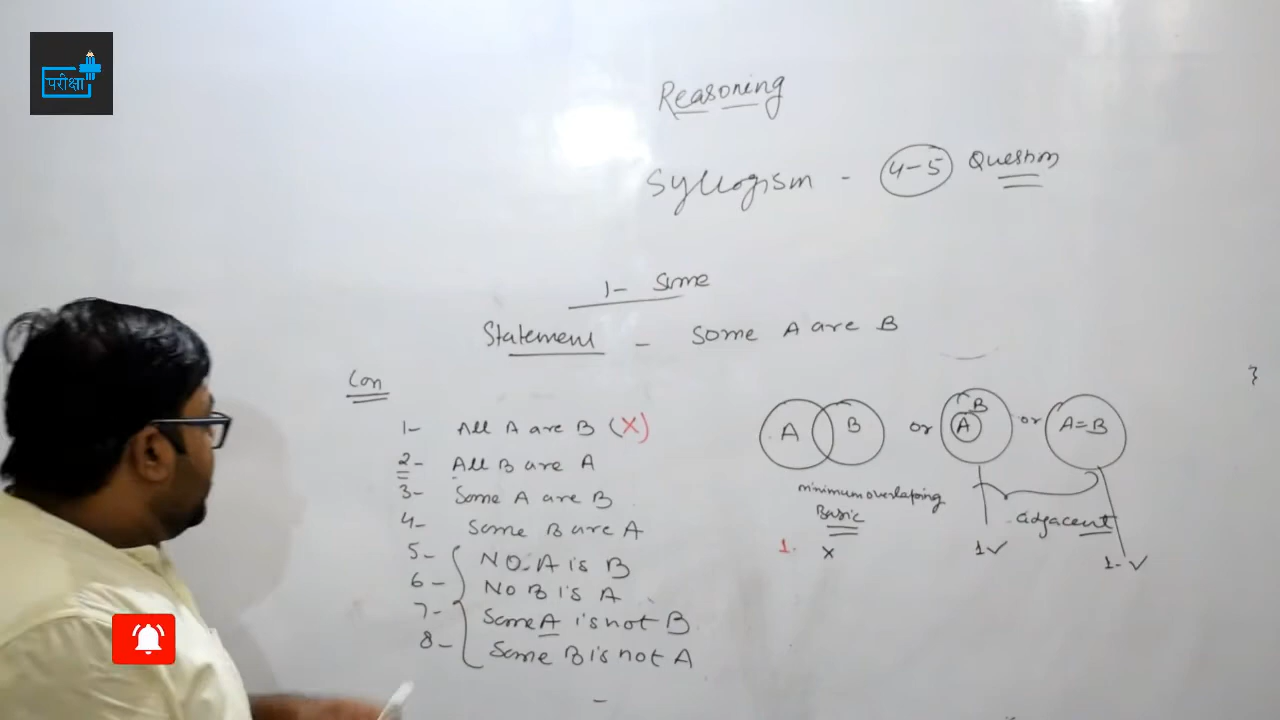 परीक्षा
Reasoning
Syllogism - 4-5 Question
1- Some
Statement - Some A are B
Con
1- All A are B (X)
2- All B are A
3- Some A are B
4- Some B are A
5- NO A is B
6- NO B is A
7- Some A is not B
8- Some B is not A
A B or B A or A=B
minimum overlaping
Basic
adjacent
1. x 1✓ 1-✓